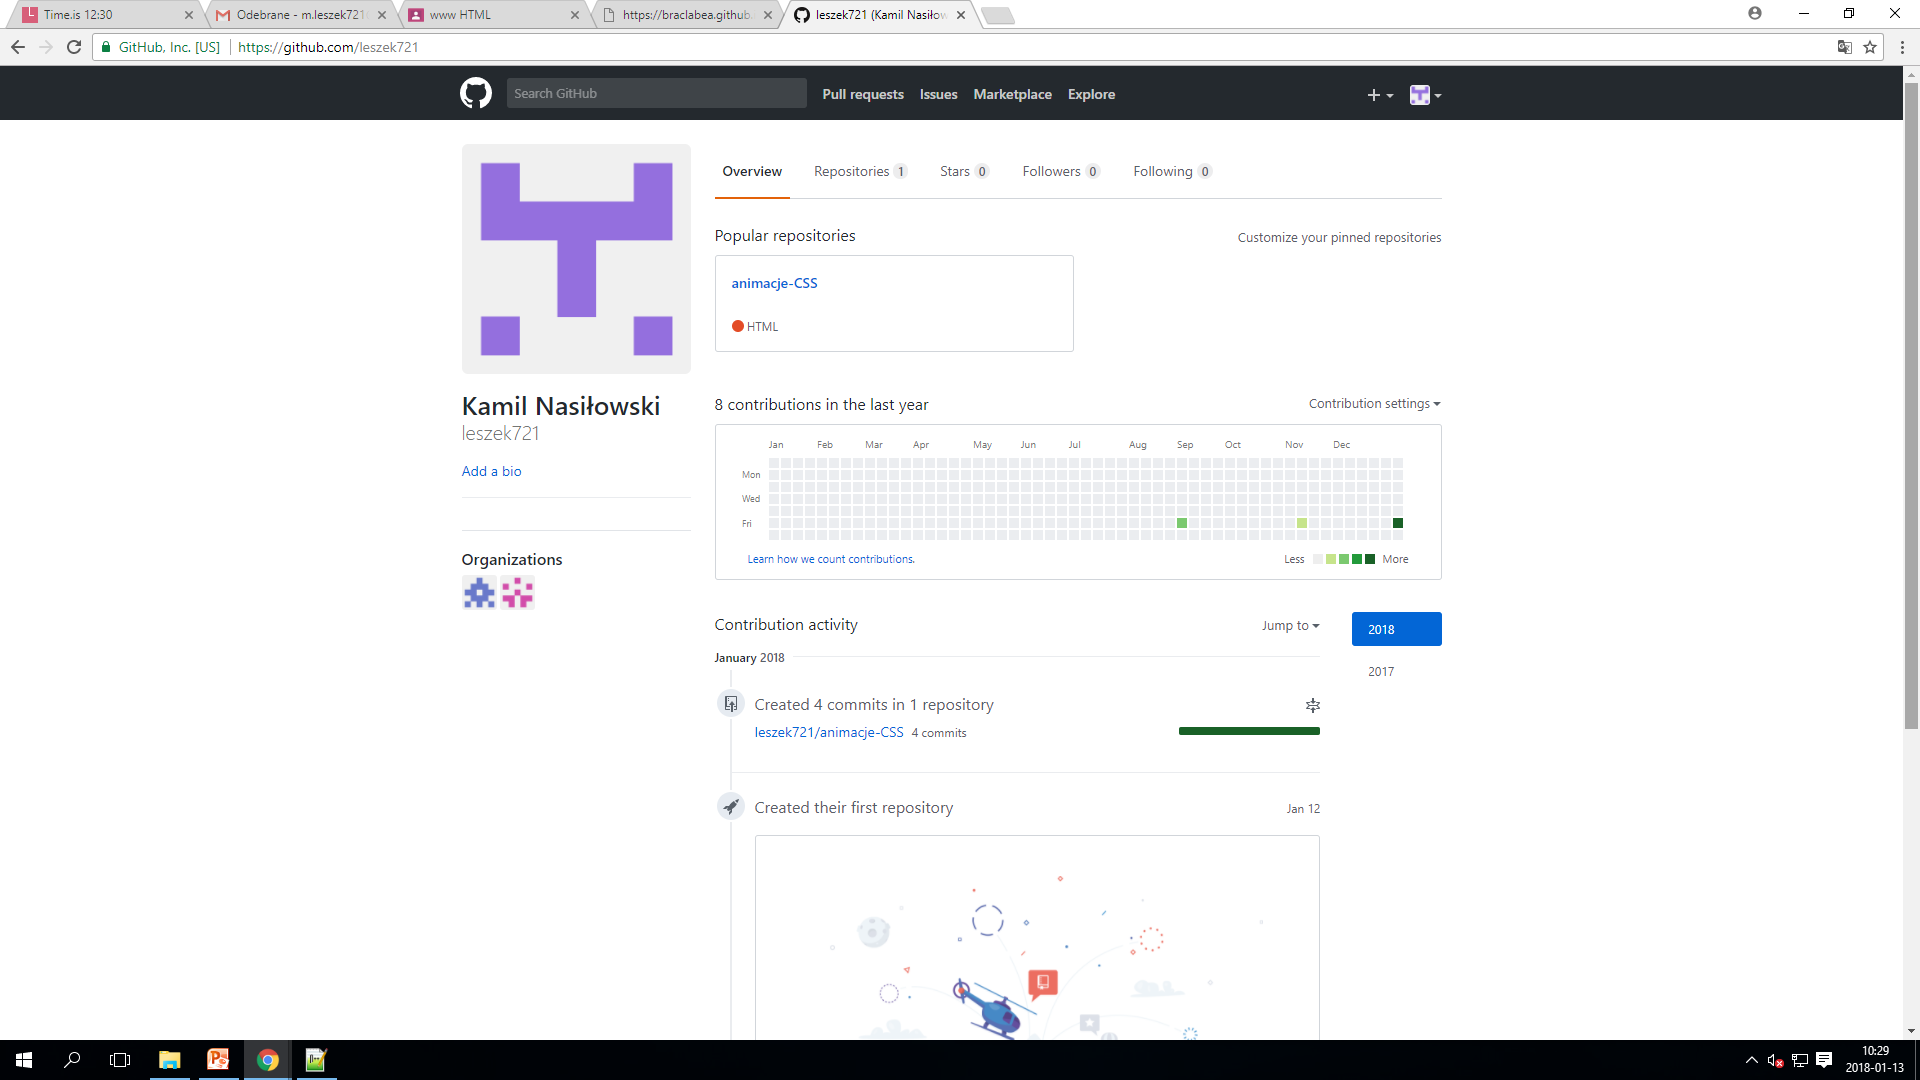 Time.is 12:30
Odebrane - m.leszek721
www HTML
https://braclabea.github.
leszek721 (Kamil Nasiłow
GitHub, Inc. [US]
https://github.com/leszek721
Search GitHub
Pull requests
Issues
Marketplace
Explore
Overview
Repositories 1
Stars 0
Followers 0
Following 0
Popular repositories
Customize your pinned repositories
animacje-CSS
HTML
Kamil Nasiłowski
leszek721
Add a bio
Organizations
8 contributions in the last year
Contribution settings
Jan Feb Mar Apr May Jun Jul Aug Sep Oct Nov Dec
Mon
Wed
Fri
Learn how we count contributions.
Less
More
Contribution activity
Jump to
2018
2017
January 2018
Created 4 commits in 1 repository
leszek721/animacje-CSS 4 commits
Created their first repository
Jan 12
10:29
2018-01-13